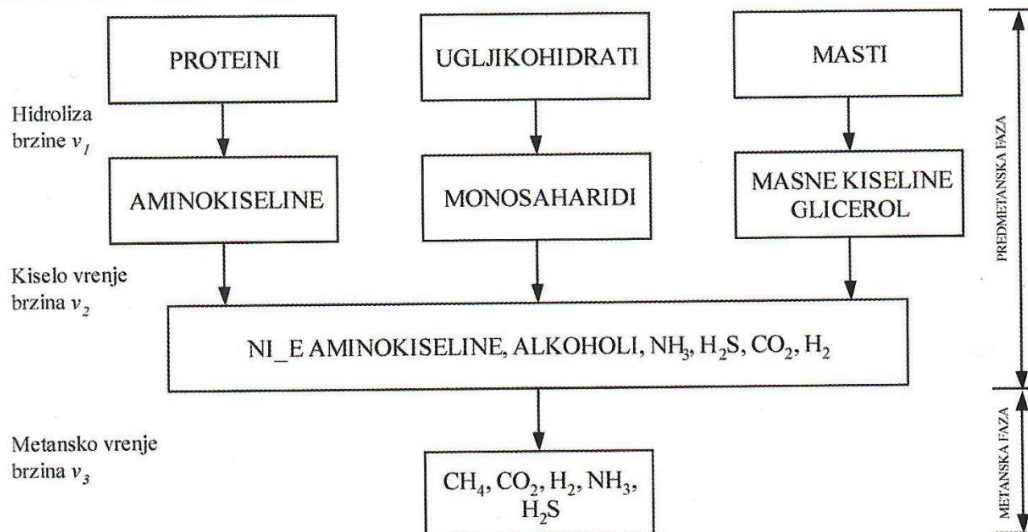 PROTEINI
UGLJIKOHIDRATI
MASTI
Hidroliza
brzine v₁
AMINOKISELINE
MONOSAHARIDI
MASNE KISELINE
GLICEROL
PREDMETANSKA FAZA
Kiselo vrenje
brzina v₂
NI_E AMINOKISELINE, ALKOHOLI, NH₃, H₂S, CO₂, H₂
Metansko vrenje
brzina v₃
CH₄, CO₂, H₂, NH₃,
H₂S
METANSKA FAZA